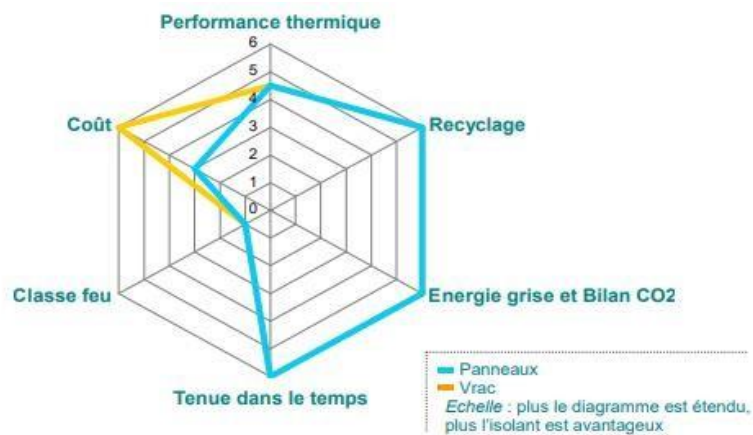 Performance thermique
6
5
4
3
2
1
0
Coût
Recyclage
Classe feu
Energie grise et Bilan CO2
Tenue dans le temps
Panneaux
Vrac
Echelle : plus le diagramme est étendu,
plus l'isolant est avantageux